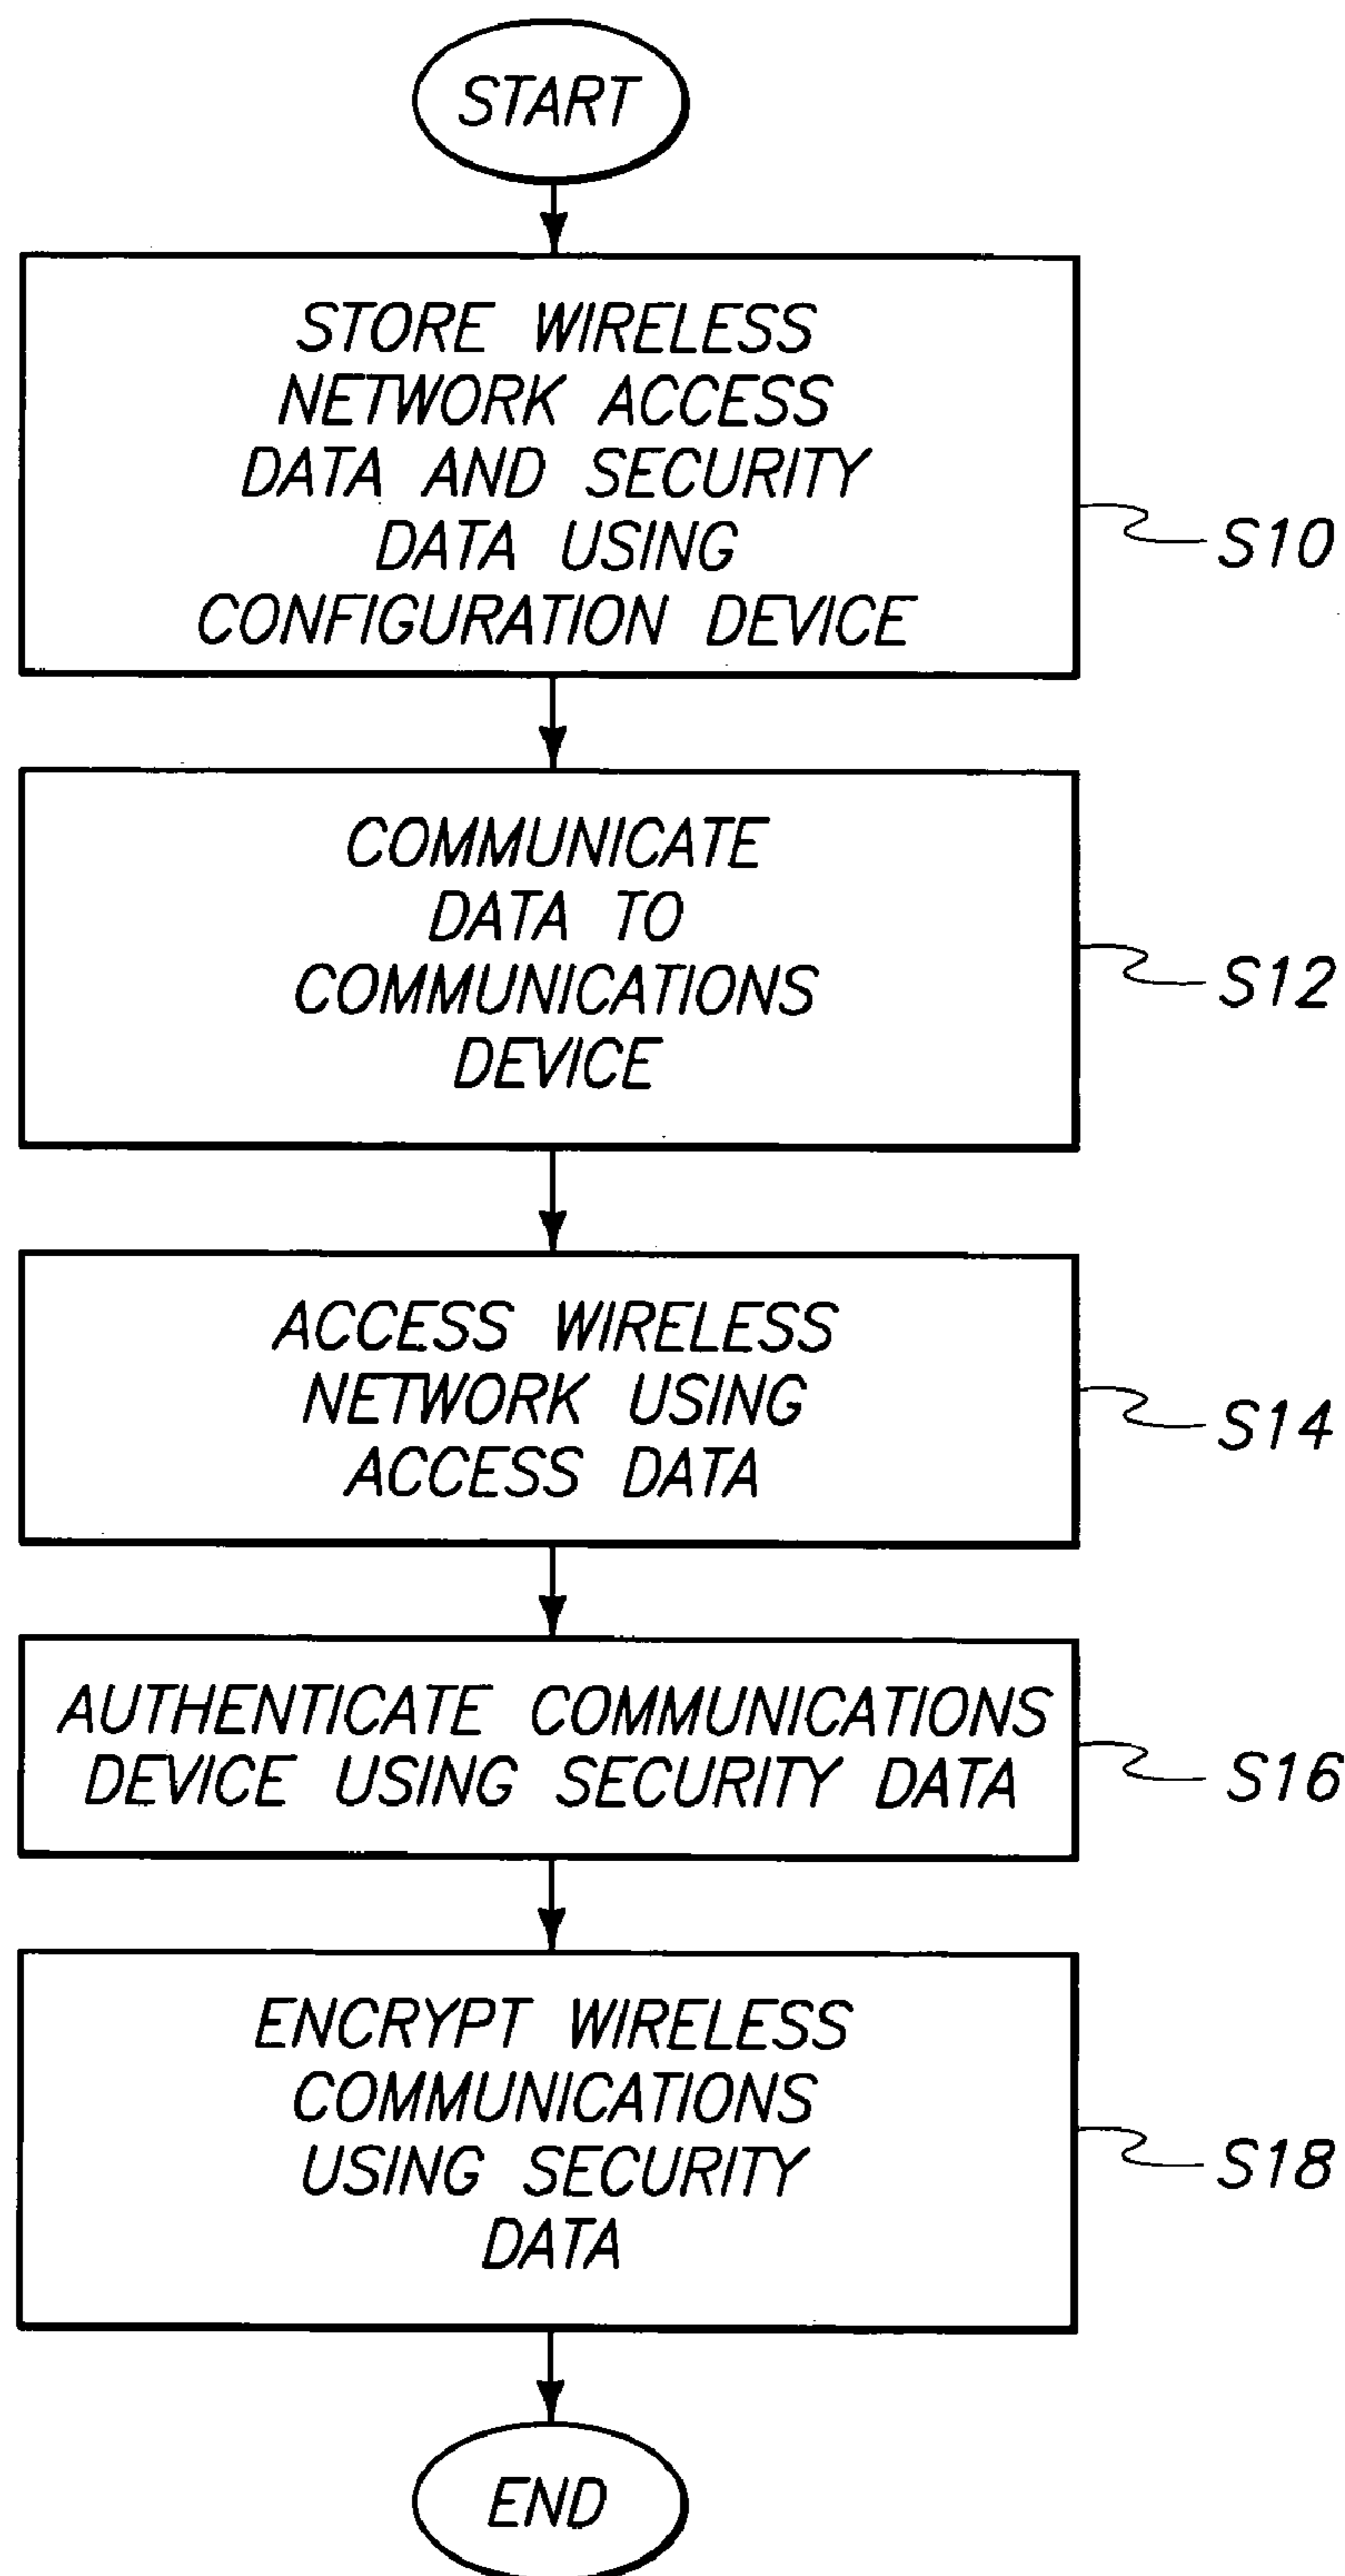 START
STORE WIRELESS
NETWORK ACCESS
DATA AND SECURITY
DATA USING
CONFIGURATION DEVICE
S10
COMMUNICATE
DATA TO
COMMUNICATIONS
DEVICE
S12
ACCESS WIRELESS
NETWORK USING
ACCESS DATA
S14
AUTHENTICATE COMMUNICATIONS
DEVICE USING SECURITY DATA
S16
ENCRYPT WIRELESS
COMMUNICATIONS
USING SECURITY
DATA
S18
END